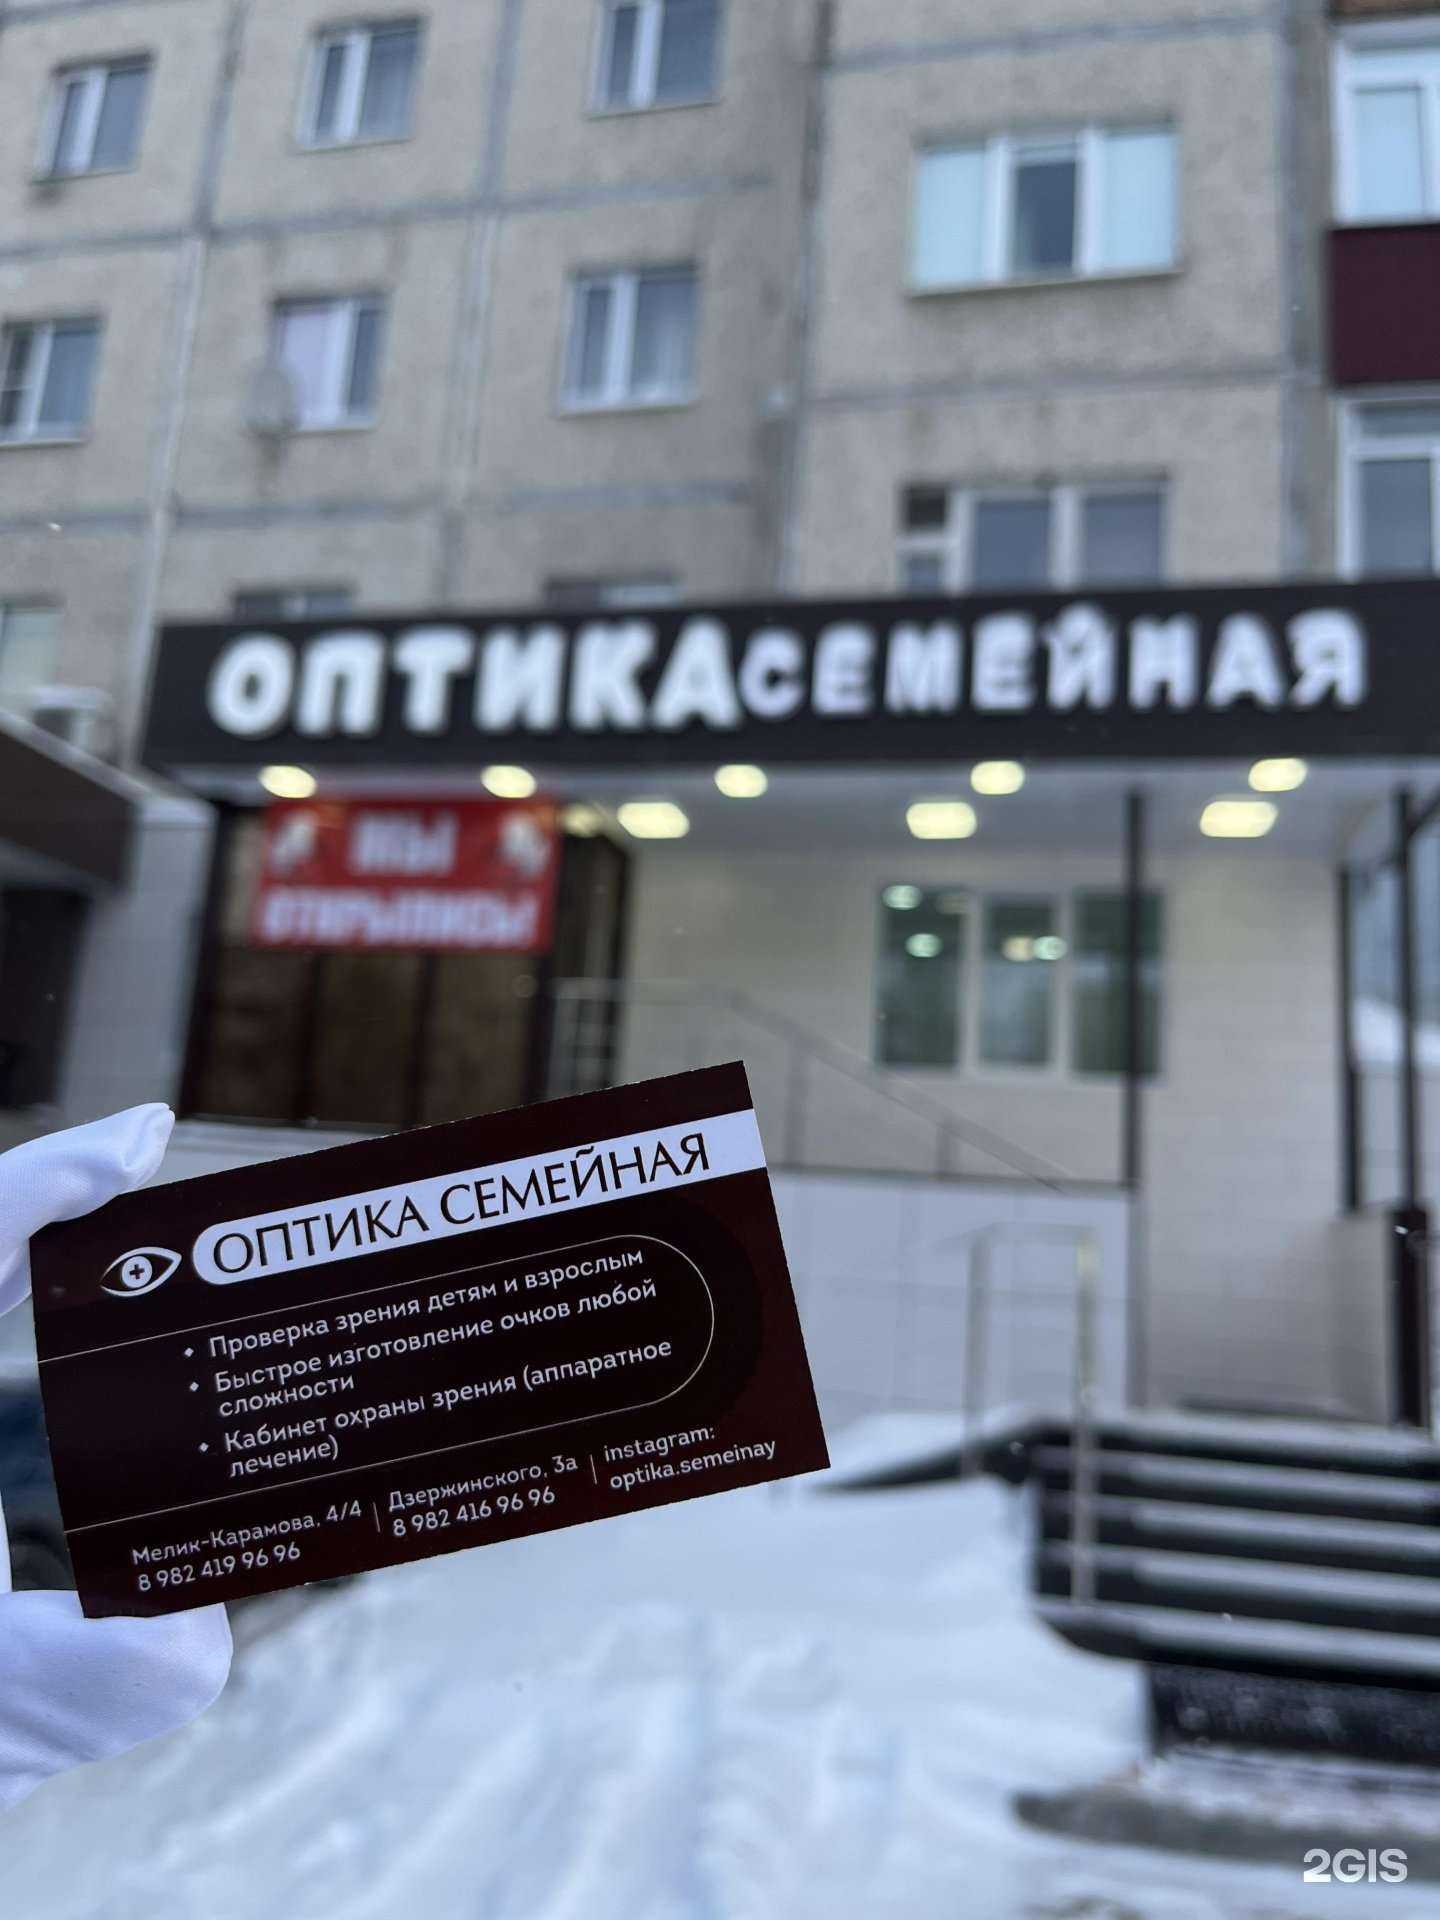 ОПТИКА СЕМЕЙНАЯ
МЫ
ОТКРЫЛИСЬ!
ОПТИКА СЕМЕЙНАЯ
• Проверка зрения детям и взрослым
• Быстрое изготовление очков любой
сложности
• Кабинет охраны зрения (аппаратное
лечение)
Мелик-Карамова, 4/4
8 982 419 96 96
Дзержинского, 3а
8 982 416 96 96
instagram:
optika.semeinay
2GIS